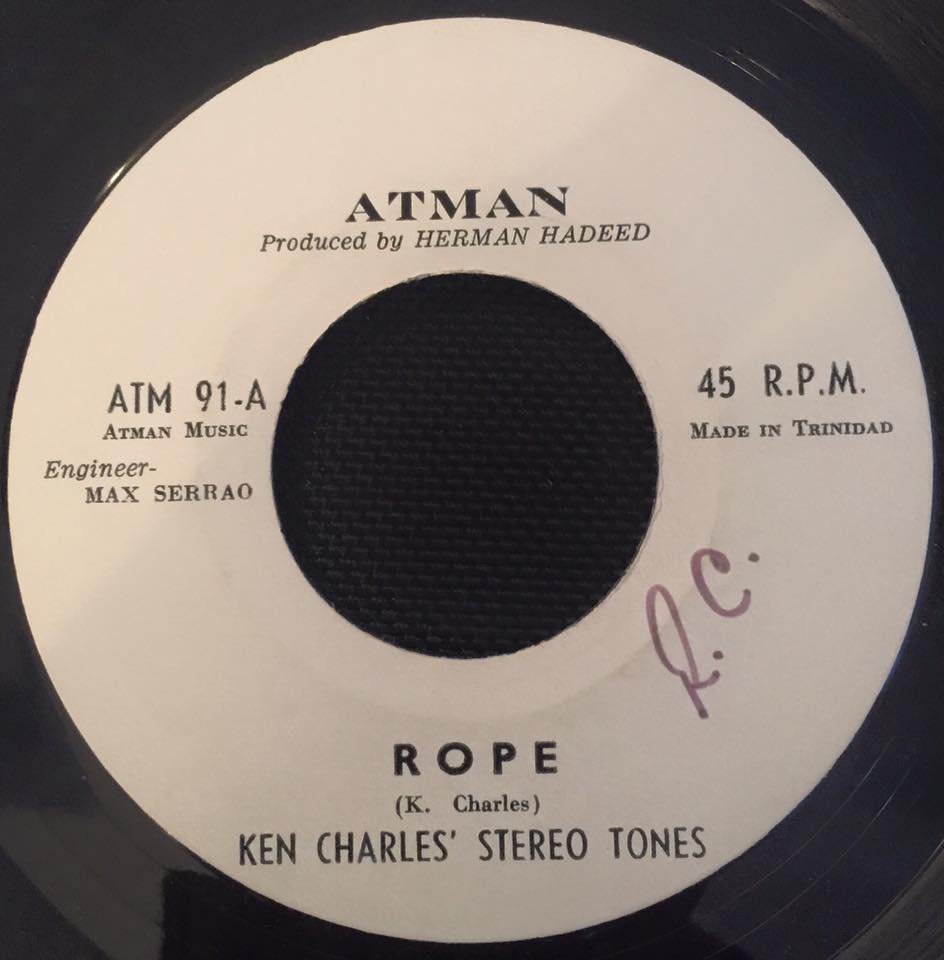 ATMAN
Produced by HERMAN HADEED
ATM 91-A
ATMAN MUSIC
Engineer-
MAX SERRAO
45 R.P.M.
MADE IN TRINIDAD
R.C.
ROPE
(K. Charles)
KEN CHARLES' STEREO TONES